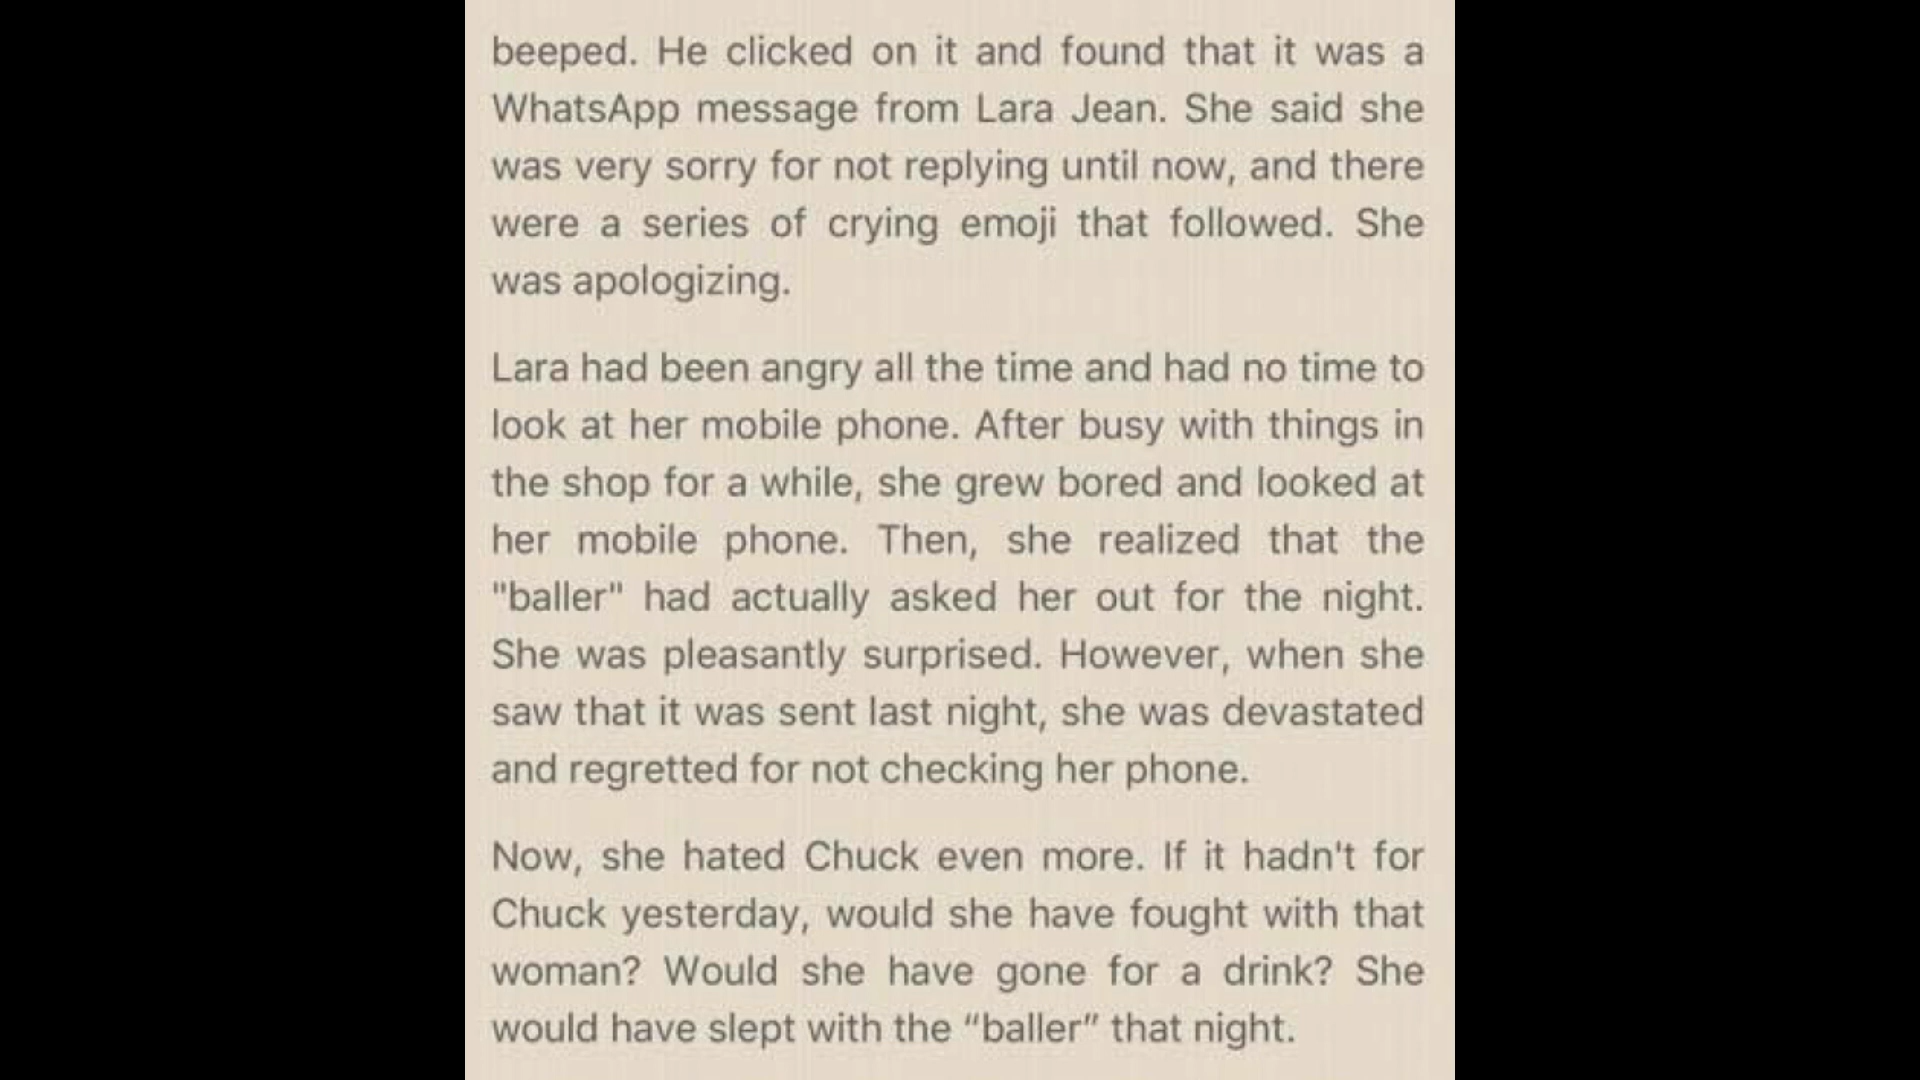 beeped. He clicked on it and found that it was a
WhatsApp message from Lara Jean. She said she
was very sorry for not replying until now, and there
were a series of crying emoji that followed. She
was apologizing.
Lara had been angry all the time and had no time to
look at her mobile phone. After busy with things in
the shop for a while, she grew bored and looked at
her mobile phone. Then, she realized that the
"baller" had actually asked her out for the night.
She was pleasantly surprised. However, when she
saw that it was sent last night, she was devastated
and regretted for not checking her phone.
Now, she hated Chuck even more. If it hadn't for
Chuck yesterday, would she have fought with that
woman? Would she have gone for a drink? She
would have slept with the “baller” that night.